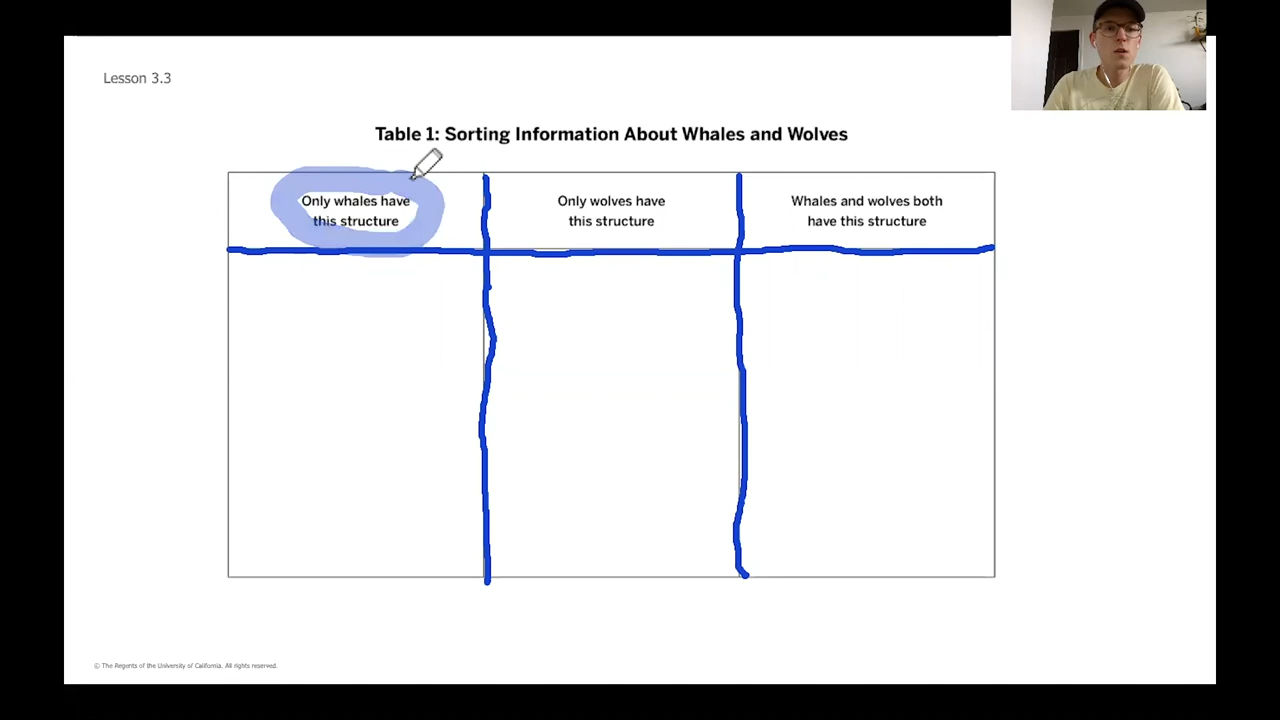 Lesson 3.3
Table 1: Sorting Information About Whales and Wolves
Only whales have
this structure
Only wolves have
this structure
Whales and wolves both
have this structure
© The Regents of the University of California. All rights reserved.